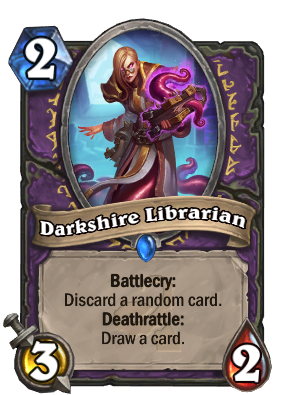 2
Darkshire Librarian
Battlecry:
Discard a random card.
Deathrattle:
Draw a card.
3
2